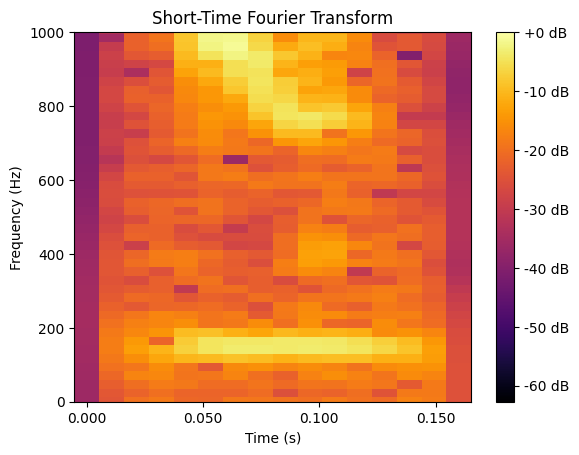 Short-Time Fourier Transform
1000
800
600
400
200
0
Frequency (Hz)
0.000
0.050
0.100
0.150
Time (s)
+0 dB
-10 dB
-20 dB
-30 dB
-40 dB
-50 dB
-60 dB